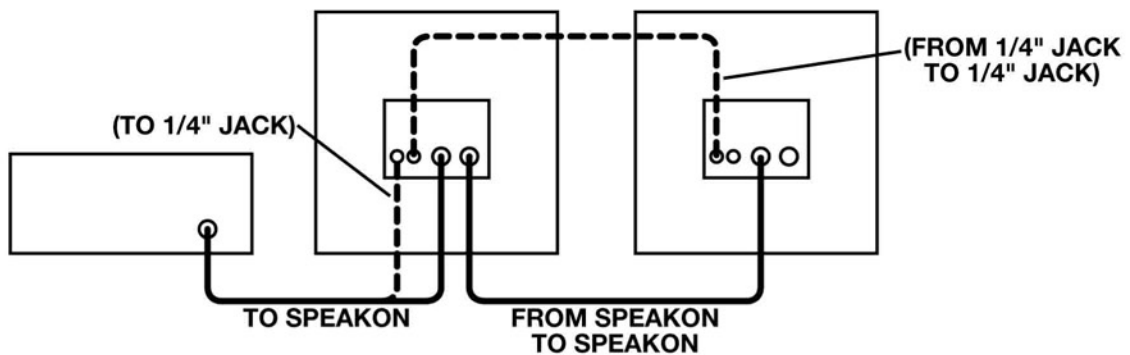 (FROM 1/4" JACK
TO 1/4" JACK)
(TO 1/4" JACK)
TO SPEAKON
FROM SPEAKON
TO SPEAKON